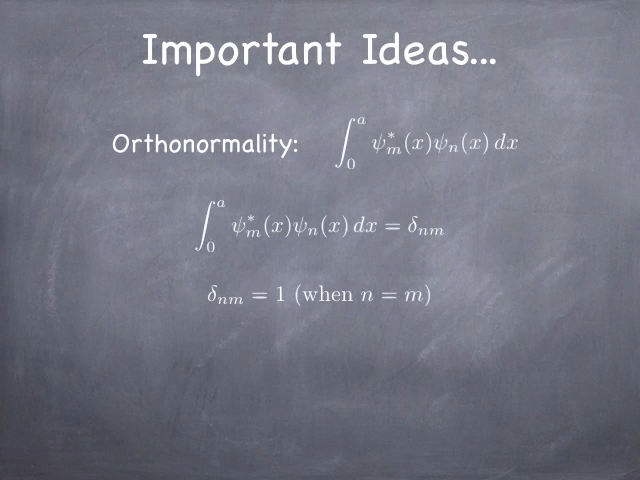 Important Ideas...
Orthonormality: ∫₀ᵃ ψ*ₘ(x)ψₙ(x) dx
∫₀ᵃ ψ*ₘ(x)ψₙ(x) dx = δₙₘ
δₙₘ = 1 (when n = m)